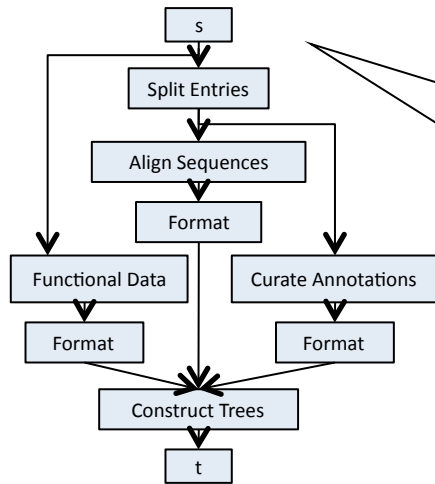 s
Split Entries
Align Sequences
Format
Functional Data
Curate Annotations
Format
Format
Construct Trees
t